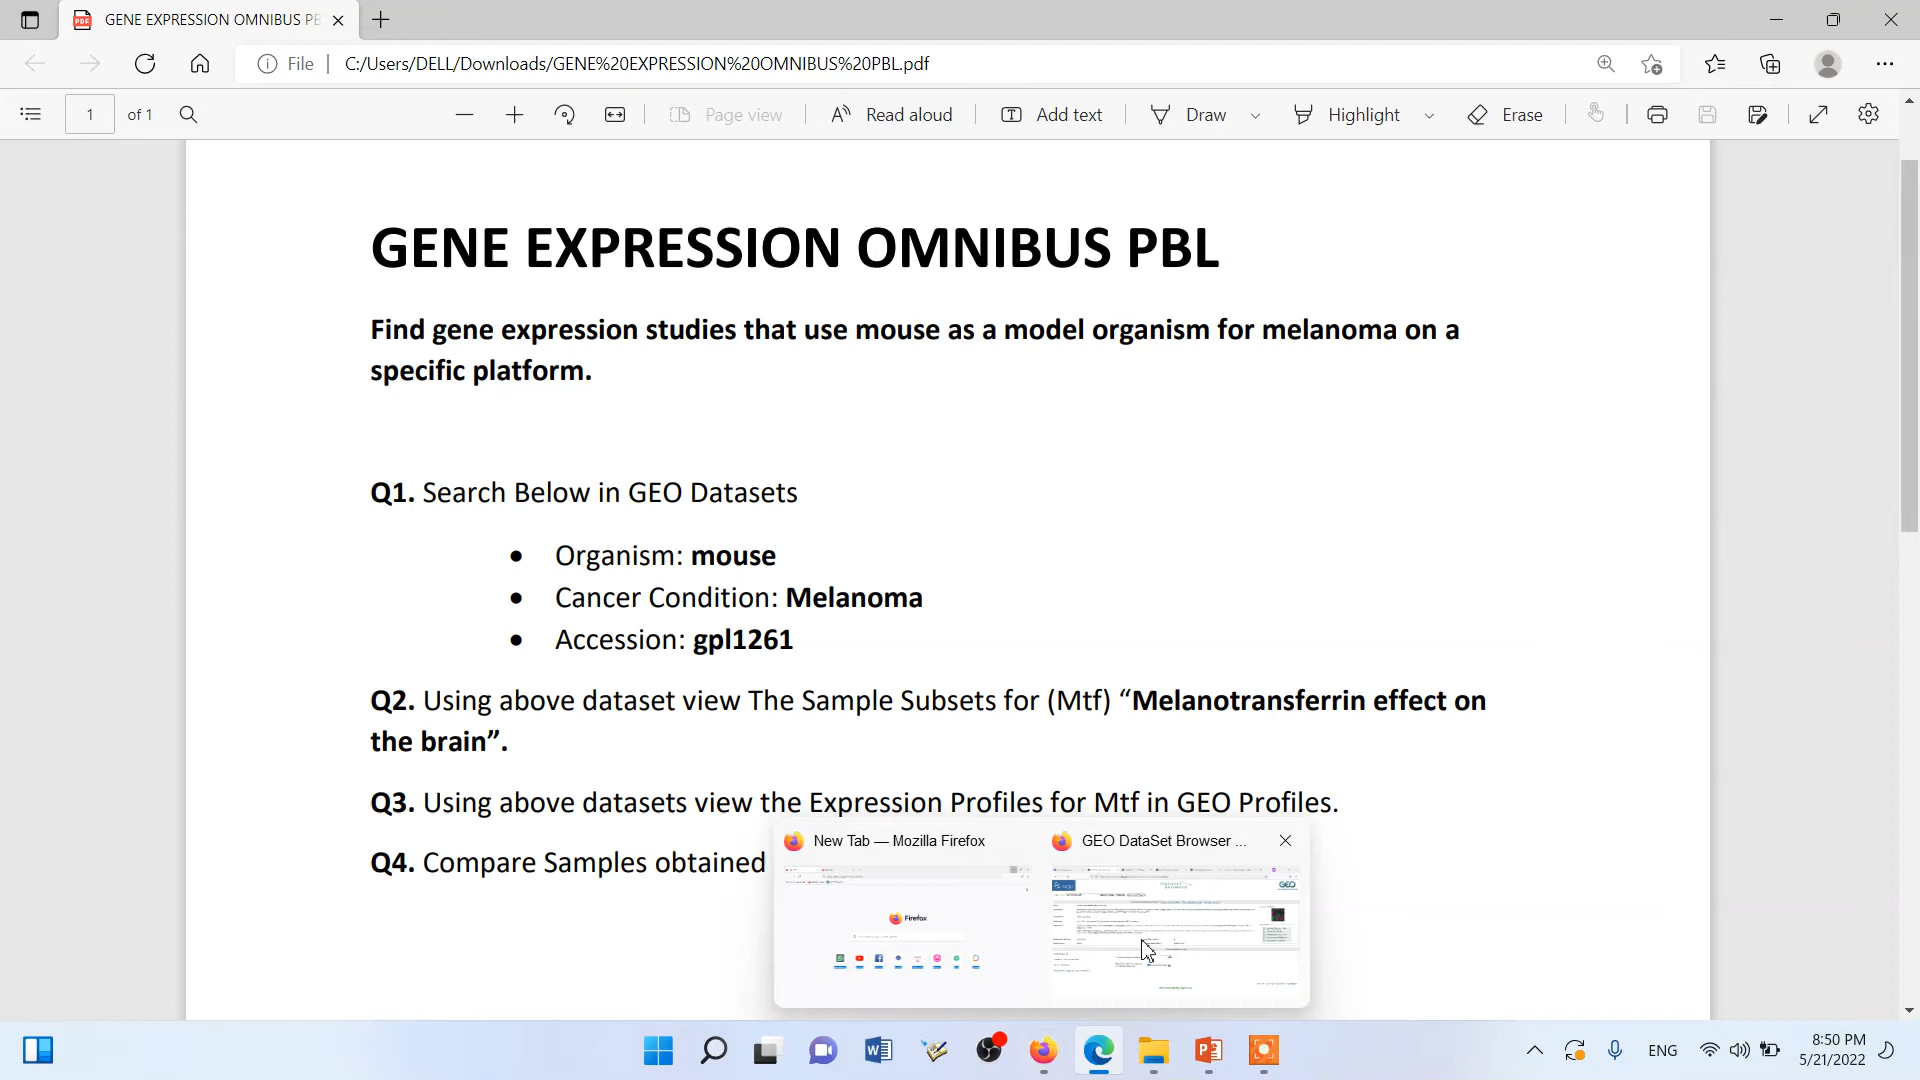 GENE EXPRESSION OMNIBUS PB
File
C:/Users/DELL/Downloads/GENE%20EXPRESSION%20OMNIBUS%20PBL.pdf
1 of 1
Page view
Read aloud
Add text
Draw
Highlight
Erase
GENE EXPRESSION OMNIBUS PBL
Find gene expression studies that use mouse as a model organism for melanoma on a
specific platform.
Q1. Search Below in GEO Datasets
• Organism: mouse
• Cancer Condition: Melanoma
• Accession: gpl1261
Q2. Using above dataset view The Sample Subsets for (Mtf) “Melanotransferrin effect on
the brain”.
Q3. Using above datasets view the Expression Profiles for Mtf in GEO Profiles.
Q4. Compare Samples obtained
New Tab — Mozilla Firefox
GEO DataSet Browser ...
Firefox
GEO
ENG
8:50 PM
5/21/2022